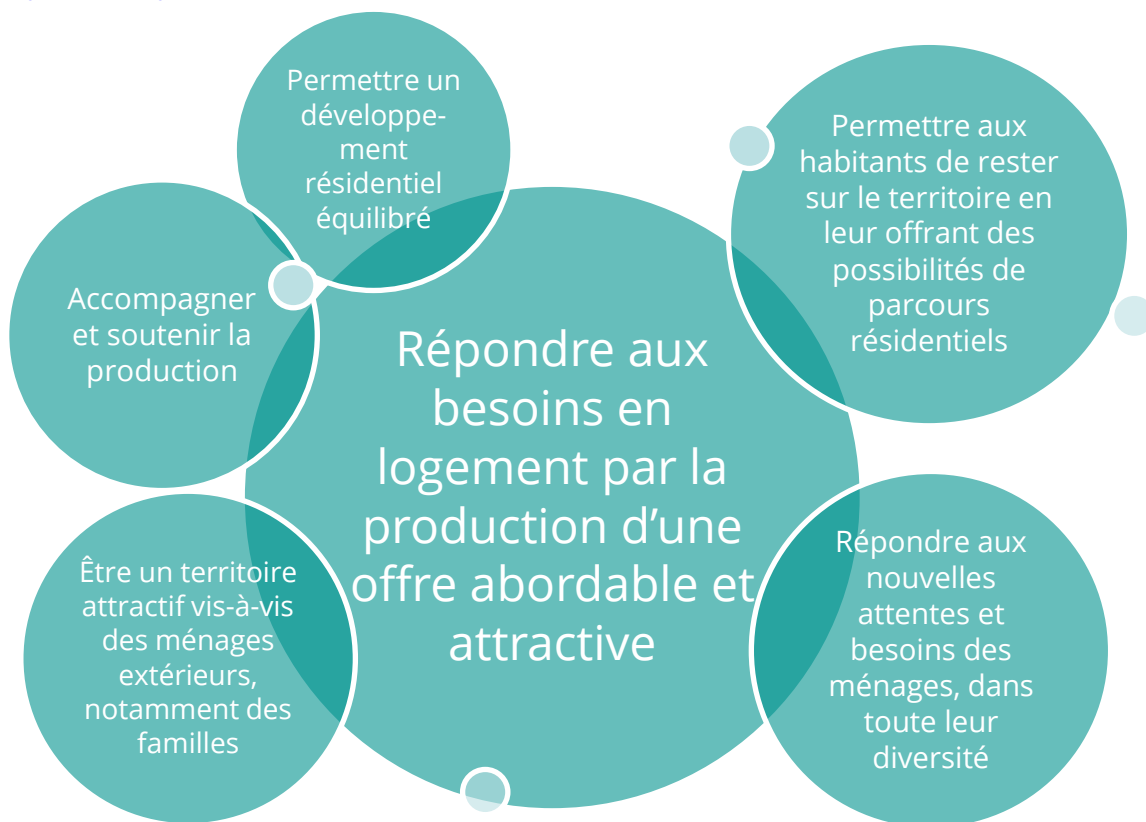 Permettre un
développe-
ment
résidentiel
équilibré
Permettre aux
habitants de rester
sur le territoire en
leur offrant des
possibilités de
parcours
résidentiels
Accompagner
et soutenir la
production
Répondre aux
besoins en
logement par la
production d’une
offre abordable et
attractive
Être un territoire
attractif vis-à-vis
des ménages
extérieurs,
notamment des
familles
Répondre aux
nouvelles
attentes et
besoins des
ménages, dans
toute leur
diversité